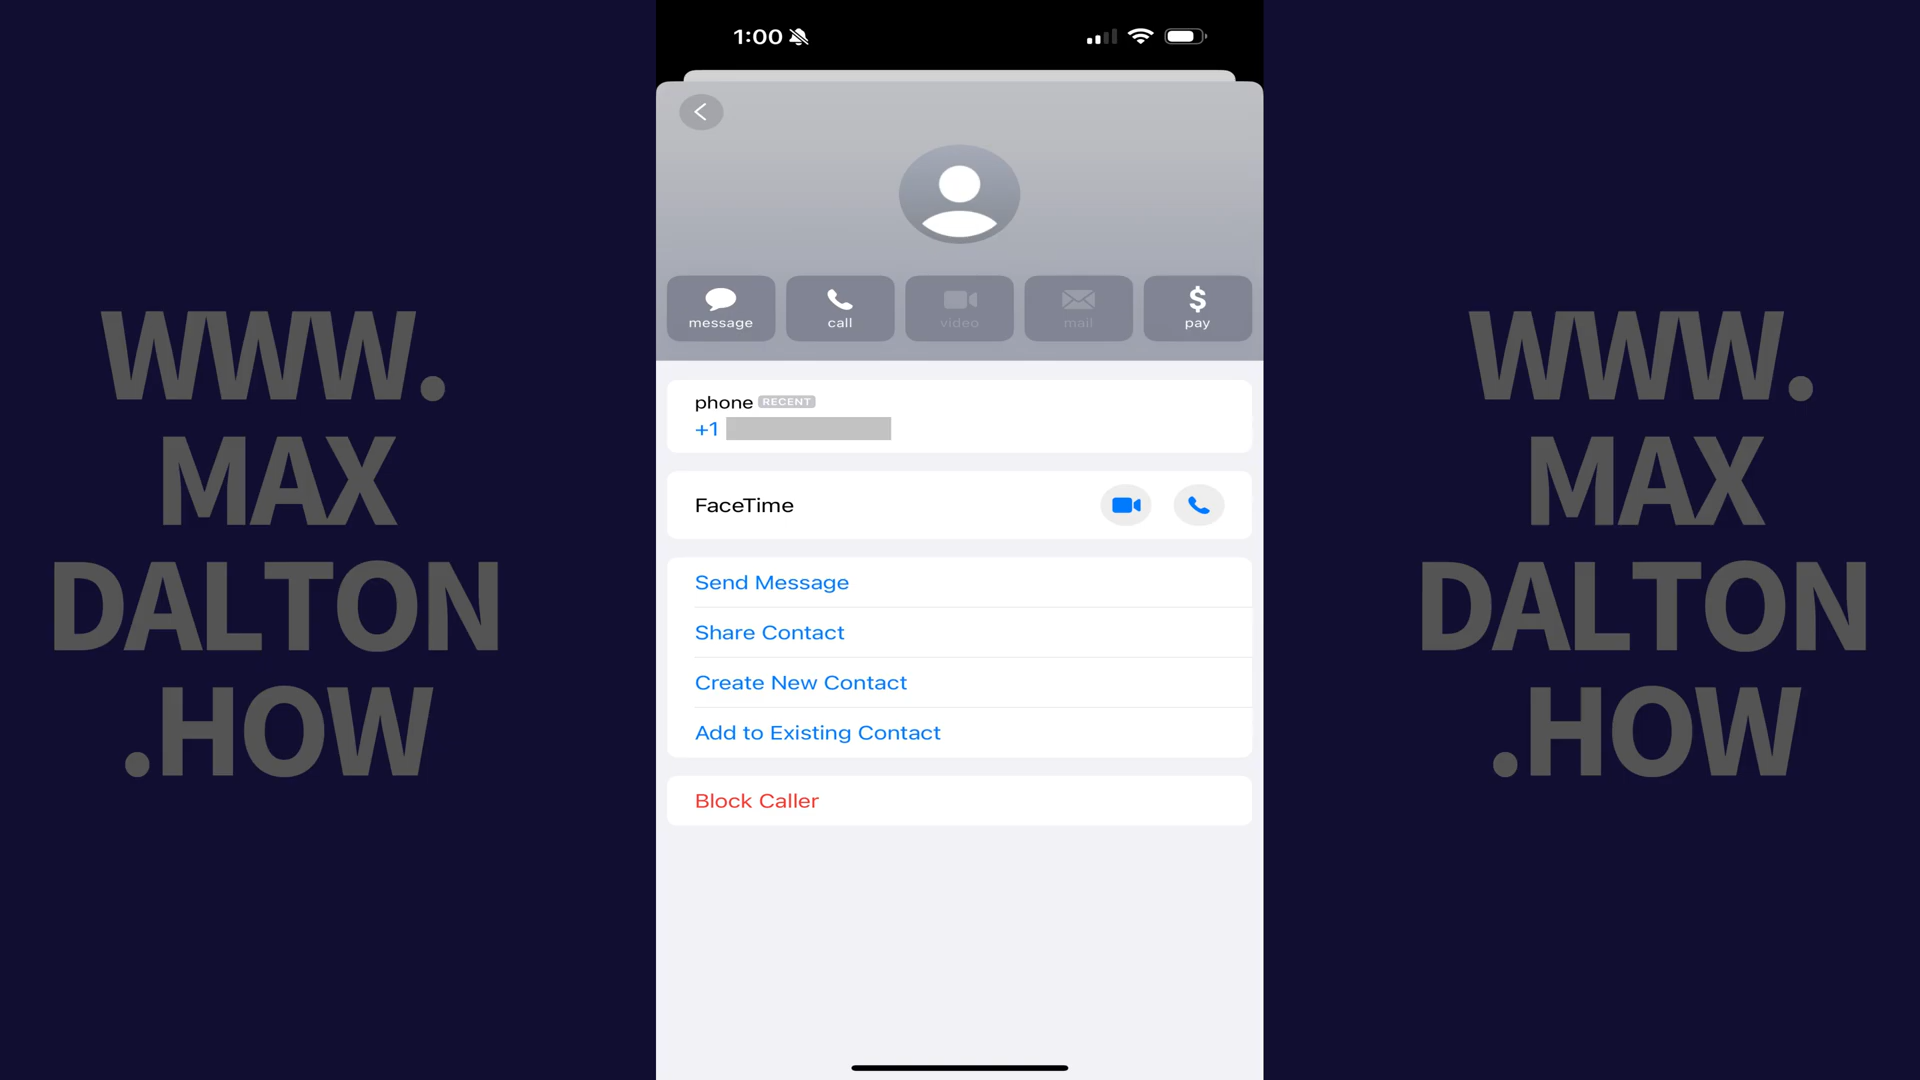 WWW.
MAX
DALTON
.HOW
1:00
message
call
video
mail
$
pay
phone RECENT
+1
FaceTime
Send Message
Share Contact
Create New Contact
Add to Existing Contact
Block Caller
WWW.
MAX
DALTON
.HOW